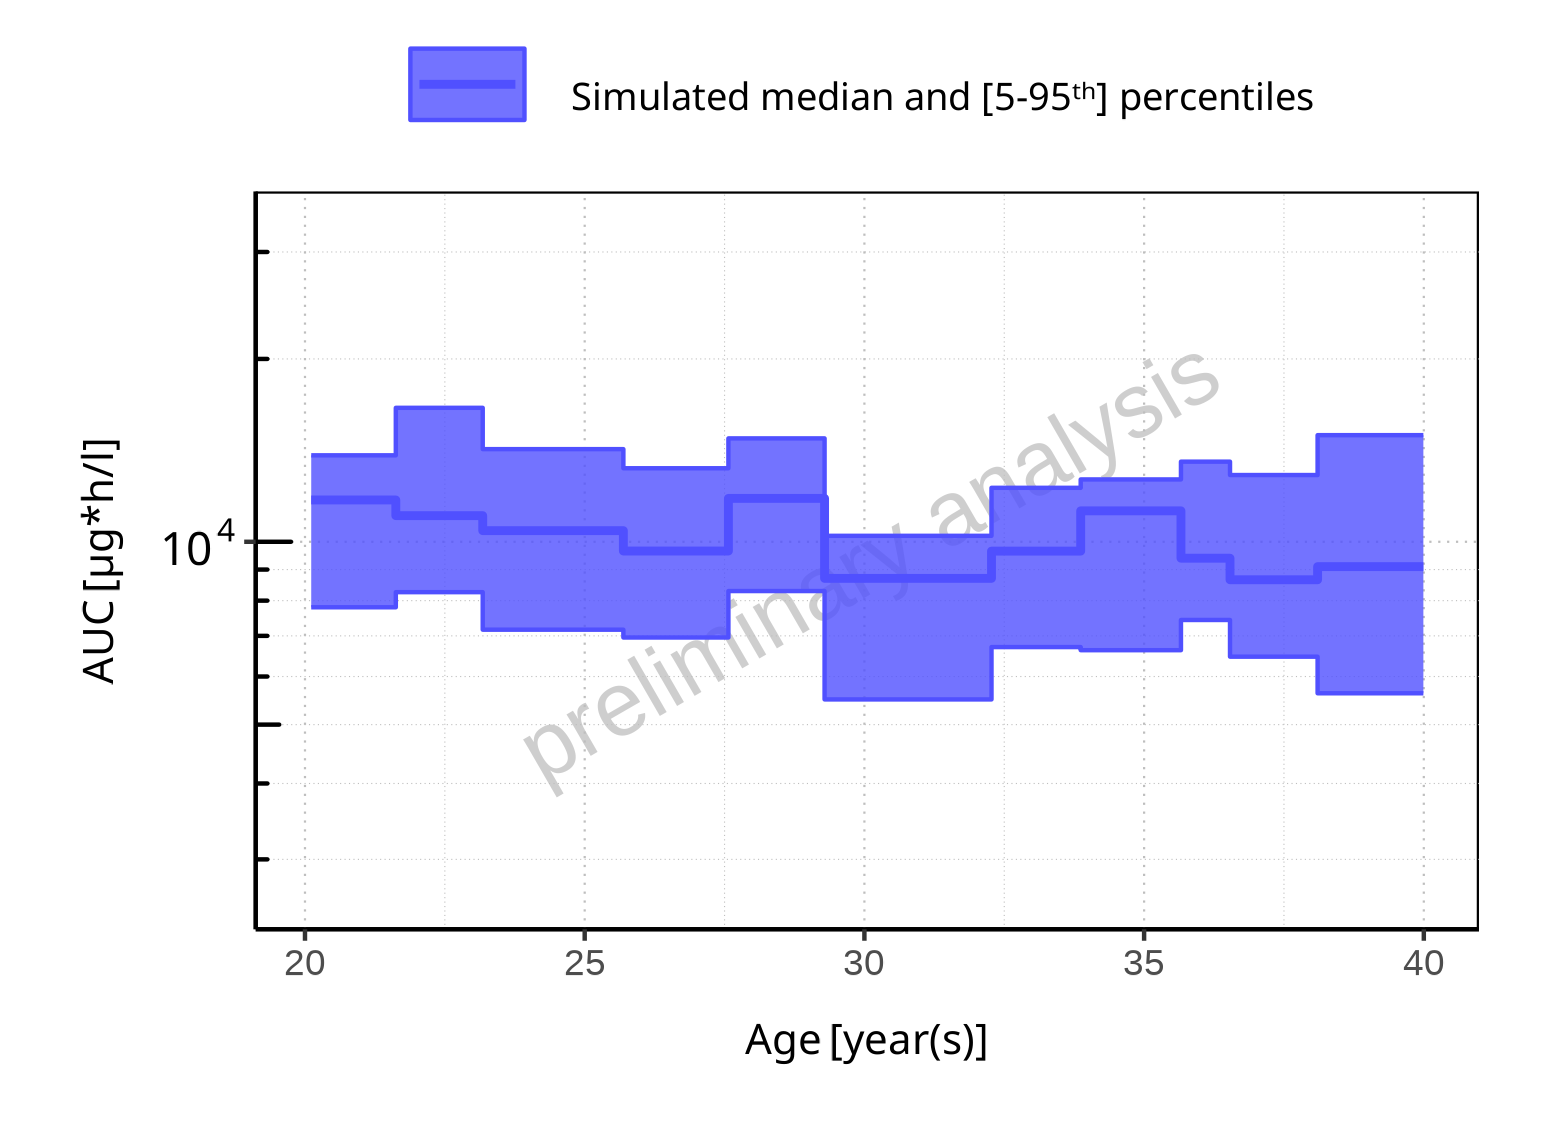 Simulated median and [5-95ᵗʰ] percentiles
AUC [µg*h/l]
10⁴
preliminary analysis
20 25 30 35 40
Age [year(s)]